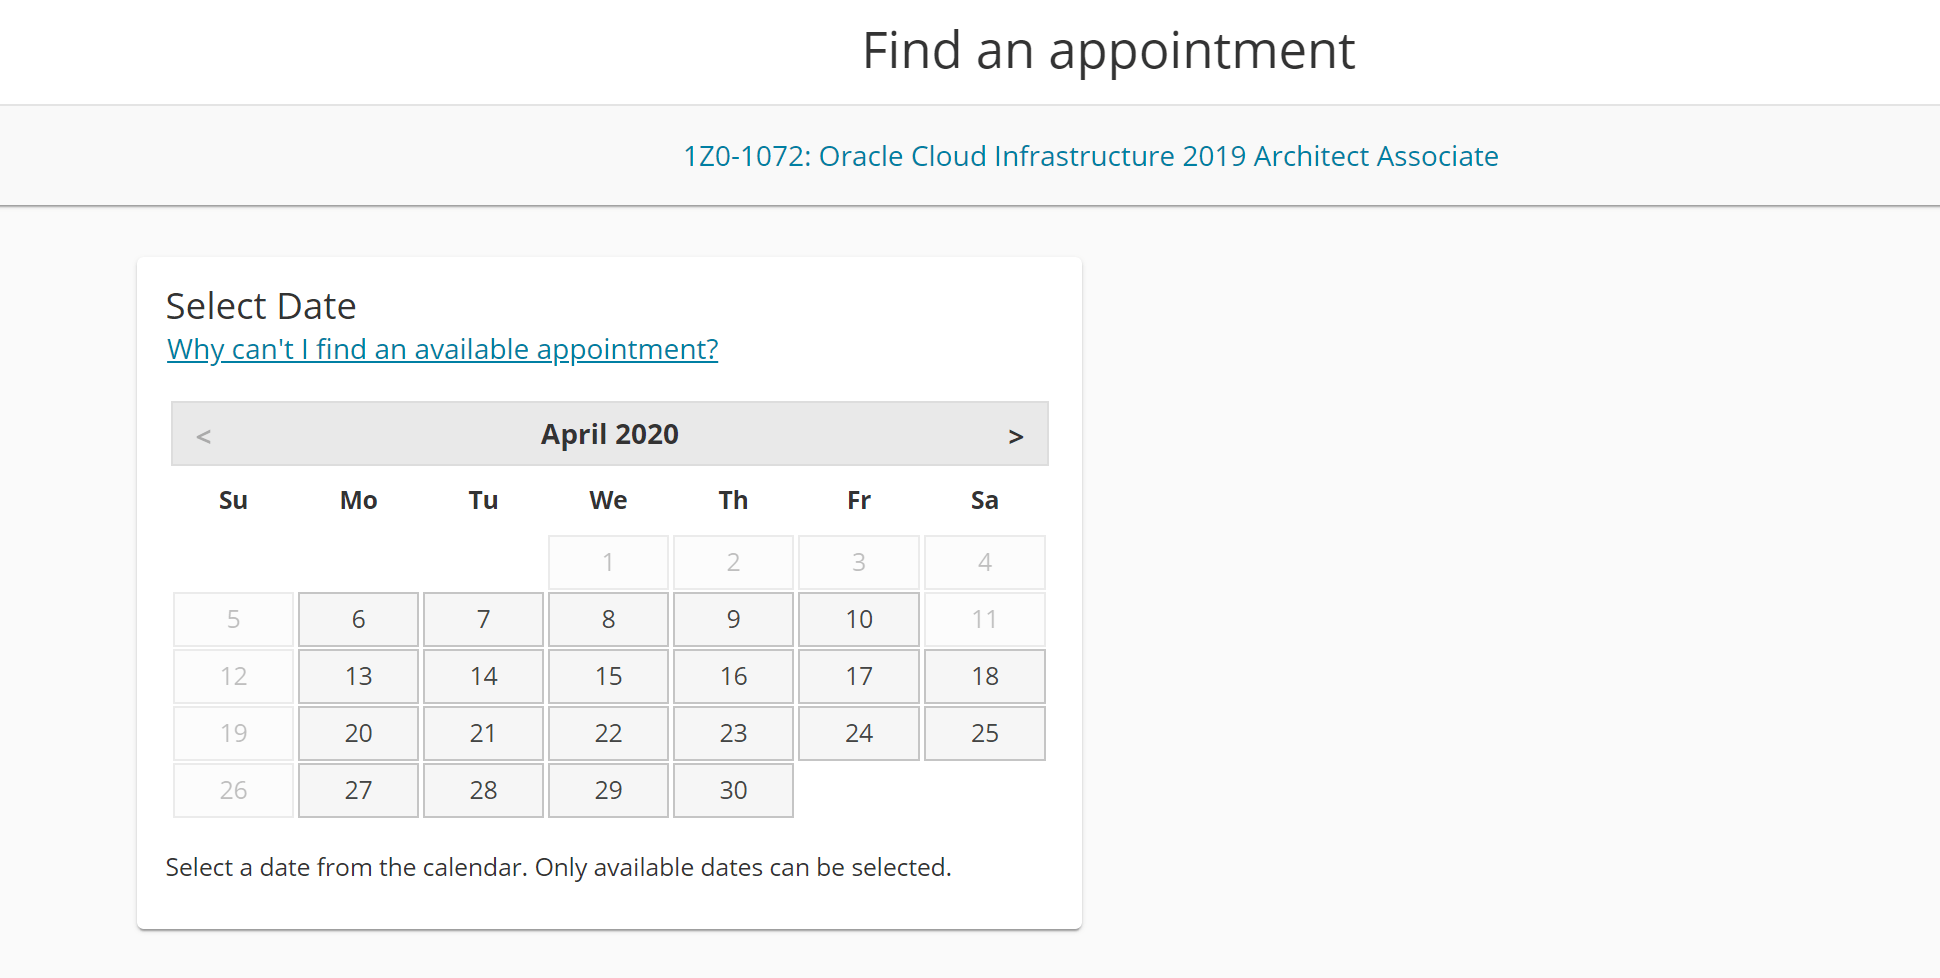 Find an appointment
1Z0-1072: Oracle Cloud Infrastructure 2019 Architect Associate
Select Date
Why can't I find an available appointment?
< April 2020 >
Su Mo Tu We Th Fr Sa
1 2 3 4
5 6 7 8 9 10 11
12 13 14 15 16 17 18
19 20 21 22 23 24 25
26 27 28 29 30
Select a date from the calendar. Only available dates can be selected.